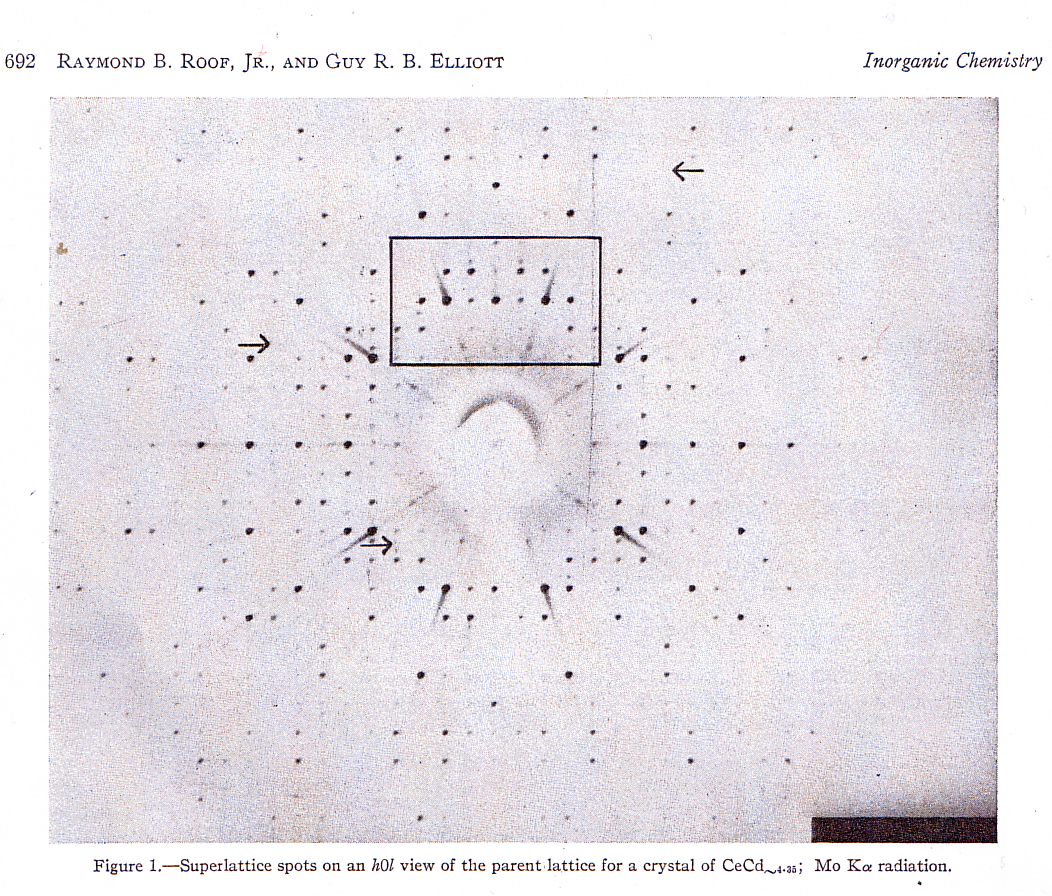 692 RAYMOND B. ROOF, JR., AND GUY R. B. ELLIOTT Inorganic Chemistry
Figure 1.—Superlattice spots on an h0l view of the parent lattice for a crystal of CeCd~4.35; Mo Kα radiation.